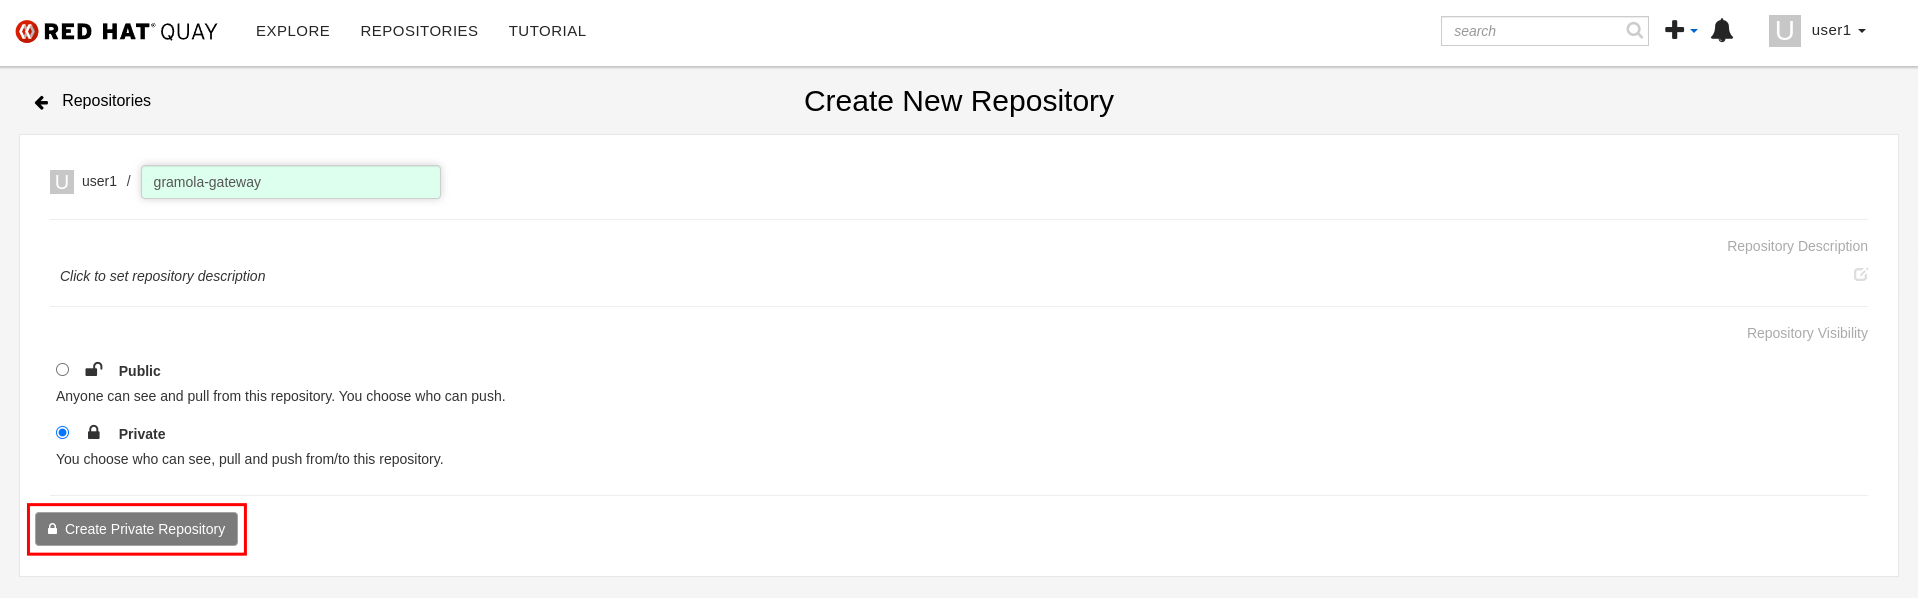 RED HAT® QUAY EXPLORE REPOSITORIES TUTORIAL search U user1
Repositories Create New Repository
U user1 / gramola-gateway
Repository Description
Click to set repository description
Repository Visibility
Public
Anyone can see and pull from this repository. You choose who can push.
Private
You choose who can see, pull and push from/to this repository.
Create Private Repository